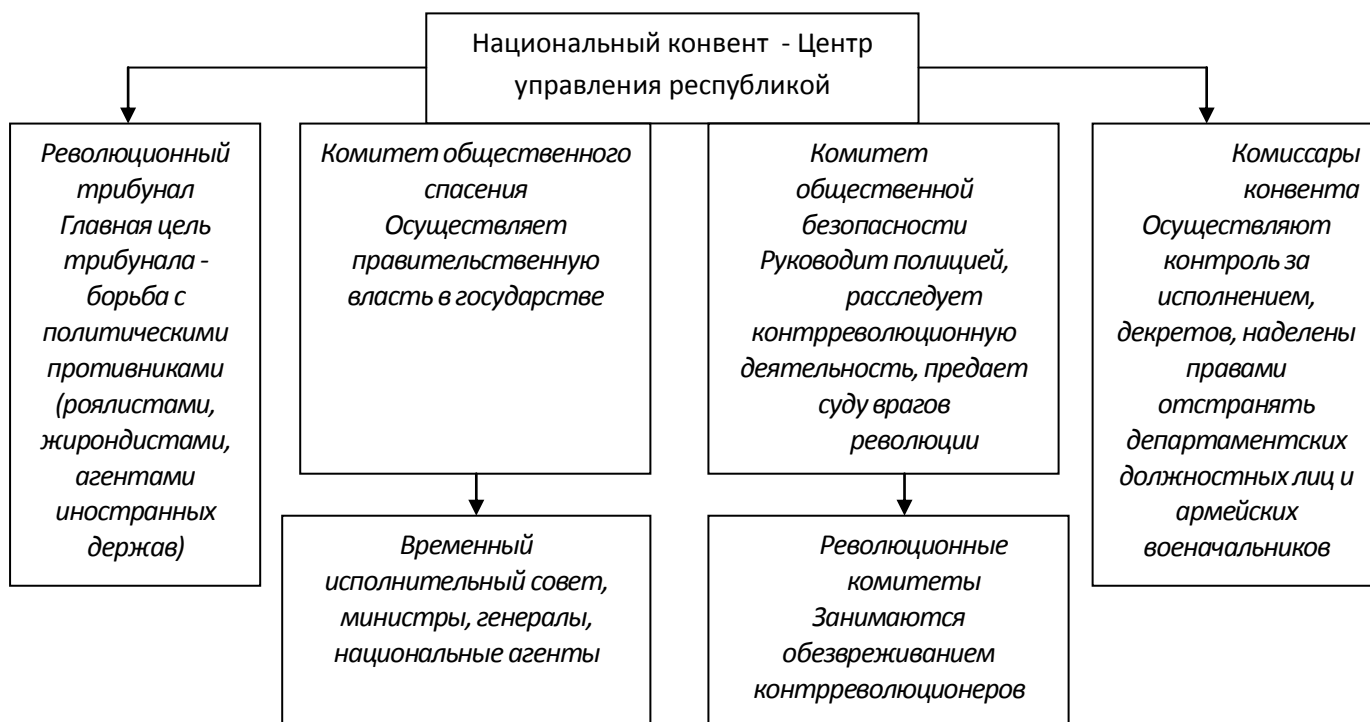 Национальный конвент - Центр
управления республикой
Революционный
трибунал
Главная цель
трибунала -
борьба с
политическими
противниками
(роялистами,
жирондистами,
агентами
иностранных
держав)
Комитет общественного
спасения
Осуществляет
правительственную
власть в государстве
Комитет
общественной
безопасности
Руководит полицией,
расследует
контрреволюционную
деятельность, предает
суду врагов
революции
Комиссары
конвента
Осуществляют
контроль за
исполнением,
декретов, наделены
правами
отстранять
департаментских
должностных лиц и
армейских
военачальников
Временный
исполнительный совет,
министры, генералы,
национальные агенты
Революционные
комитеты
Занимаются
обезвреживанием
контрреволюционеров